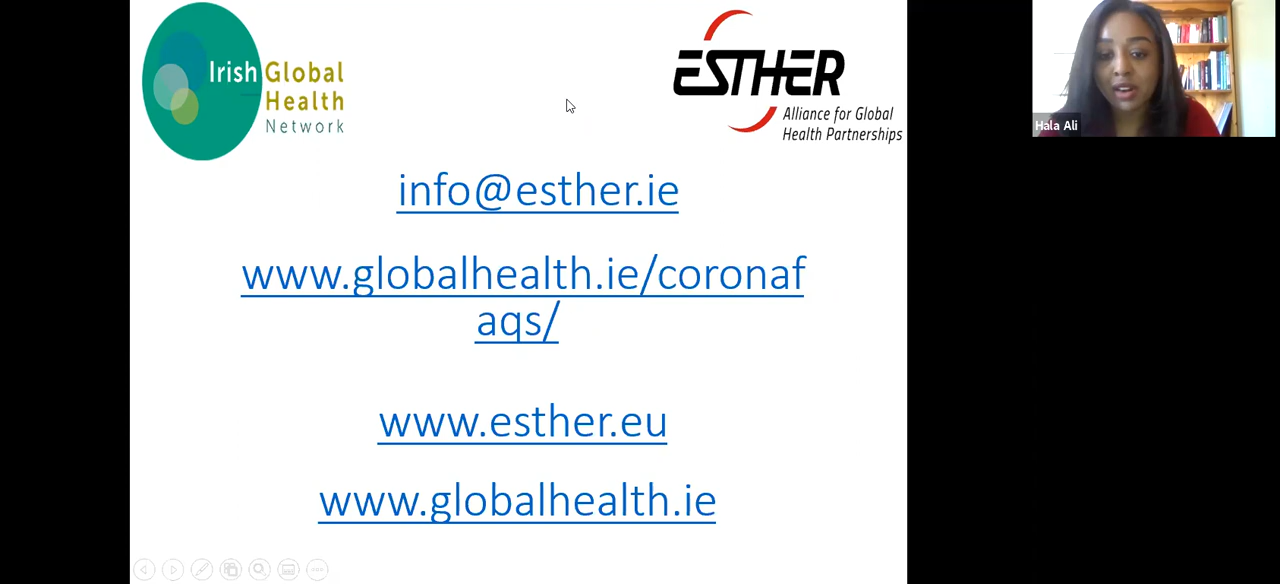 Irish Global
Health
Network
ESTHER
Alliance for Global
Health Partnerships
Hala Ali
info@esther.ie
www.globalhealth.ie/coronaf
aqs/
www.esther.eu
www.globalhealth.ie